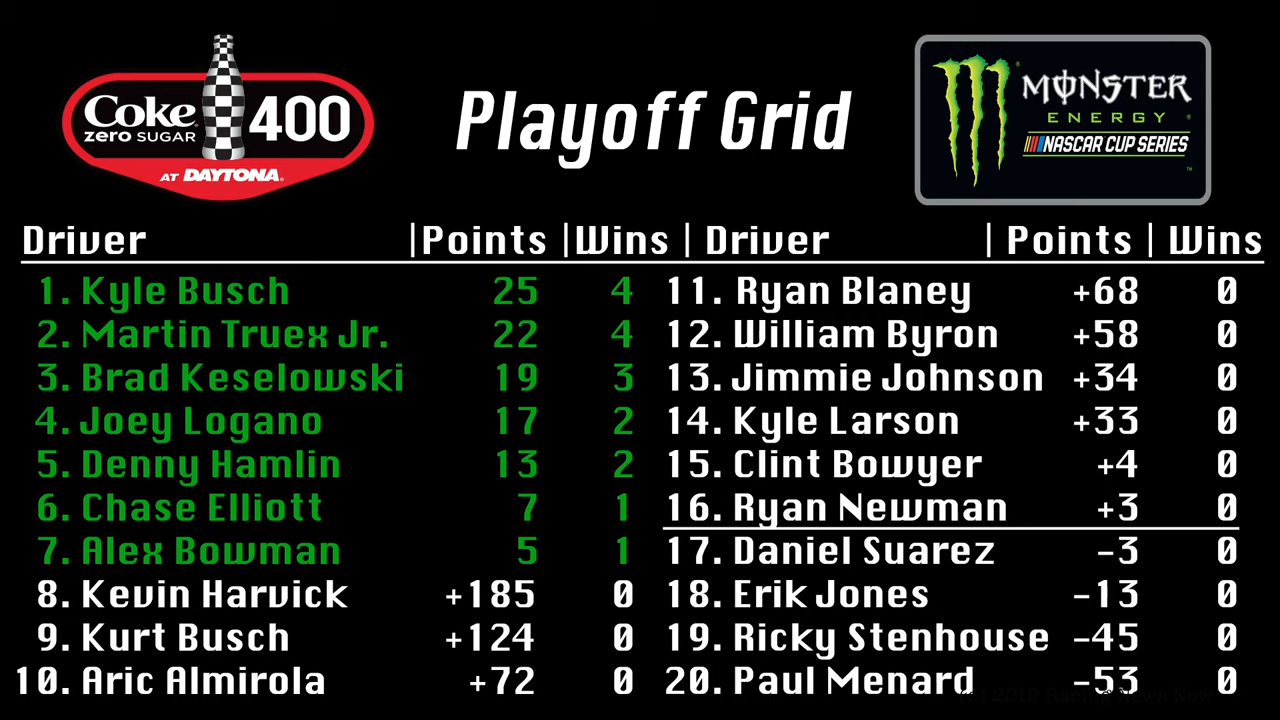 Coke zero SUGAR 400
AT DAYTONA
Playoff Grid
MONSTER
ENERGY
NASCAR CUP SERIES
Driver |Points |Wins | Driver | Points | Wins
1. Kyle Busch 25 4 11. Ryan Blaney +68 0
2. Martin Truex Jr. 22 4 12. William Byron +58 0
3. Brad Keselowski 19 3 13. Jimmie Johnson +34 0
4. Joey Logano 17 2 14. Kyle Larson +33 0
5. Denny Hamlin 13 2 15. Clint Bowyer +4 0
6. Chase Elliott 7 1 16. Ryan Newman +3 0
7. Alex Bowman 5 1 17. Daniel Suarez -3 0
8. Kevin Harvick +185 0 18. Erik Jones -13 0
9. Kurt Busch +124 0 19. Ricky Stenhouse -45 0
10. Aric Almirola +72 0 20. Paul Menard -53 0
(c) 2019 Racing News Now